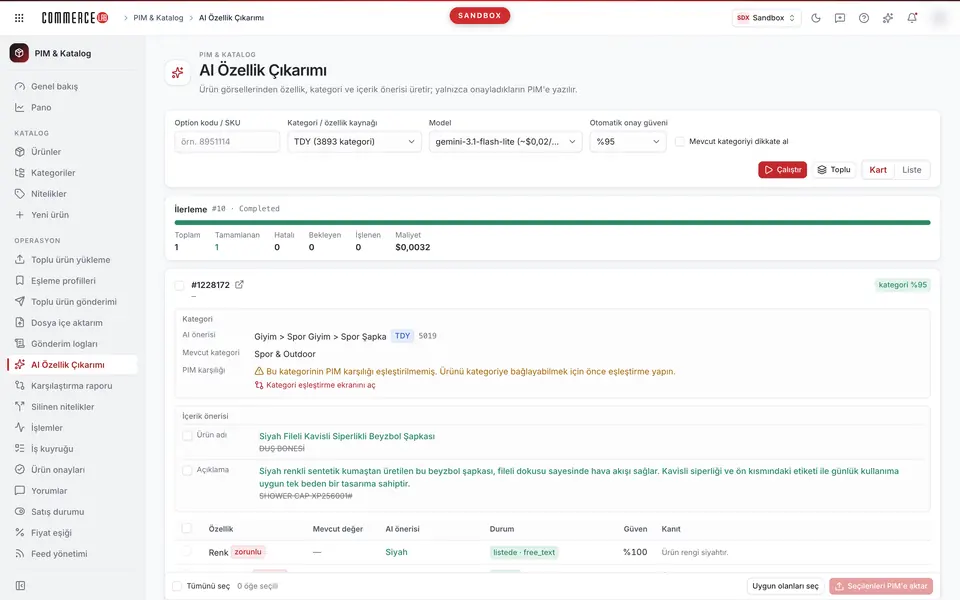 COMMERCE LAB
PIM & Katalog
AI Özellik Çıkarımı
SANDBOX
SDX Sandbox
PIM & Katalog
Genel bakış
Pano
KATALOG
Ürünler
Kategoriler
Nitelikler
Yeni ürün
OPERASYON
Toplu ürün yükleme
Eşleme profilleri
Toplu ürün gönderimi
Dosya içe aktarım
Gönderim logları
AI Özellik Çıkarımı
Karşılaştırma raporu
Silinen nitelikler
İşlemler
İş kuyruğu
Ürün onayları
Yorumlar
Satış durumu
Fiyat eşiği
Feed yönetimi
PIM & KATALOG
AI Özellik Çıkarımı
Ürün görsellerinden özellik, kategori ve içerik önerisi üretir; yalnızca onayladıkların PIM'e yazılır.
Option kodu / SKU
Kategori / özellik kaynağı
Model
Otomatik onay güveni
örn. 8951114
TDY (3893 kategori)
gemini-3.1-flash-lite (~$0,02/...
%95
Mevcut kategoriyi dikkate al
Çalıştır
Toplu
Kart
Liste
İlerleme #10 · Completed
Toplam
Tamamlanan
Hatalı
Bekleyen
İşlenen
Maliyet
1
1
0
0
0
$0,0032
#1228172
kategori %95
–
Kategori
AI önerisi
Giyim > Spor Giyim > Spor Şapka TDY 5019
Mevcut kategori
Spor & Outdoor
PIM karşılığı
Bu kategorinin PIM karşılığı eşleştirilmemiş. Ürünü kategoriye bağlayabilmek için önce eşleştirme yapın.
Kategori eşleştirme ekranını aç
İçerik önerisi
Ürün adı
Siyah Fileli Kavisli Siperlikli Beyzbol Şapkası
DUŞ BONESİ
Açıklama
Siyah renkli sentetik kumaştan üretilen bu beyzbol şapkası, fileli dokusu sayesinde hava akışı sağlar. Kavisli siperliği ve ön kısmındaki etiketi ile günlük kullanıma
uygun tek beden bir tasarıma sahiptir.
SHOWER CAP XP256001#
Özellik
Mevcut değer
AI önerisi
Durum
Güven
Kanıt
Renk zorunlu
—
Siyah
listede · free_text
%100
Ürün rengi siyahtır.
Tümünü seç
0 öğe seçili
Uygun olanları seç
Seçilenleri PIM'e aktar